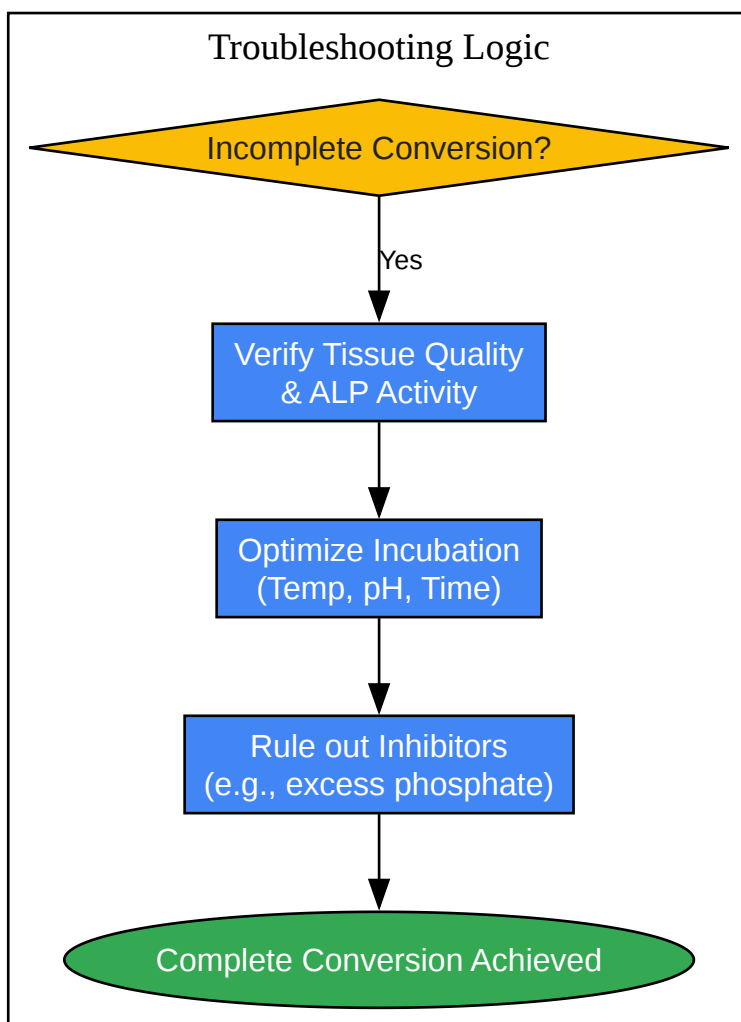 Troubleshooting Logic
Incomplete Conversion?
Yes
Verify Tissue Quality
& ALP Activity
Optimize Incubation
(Temp, pH, Time)
Rule out Inhibitors
(e.g., excess phosphate)
Complete Conversion Achieved